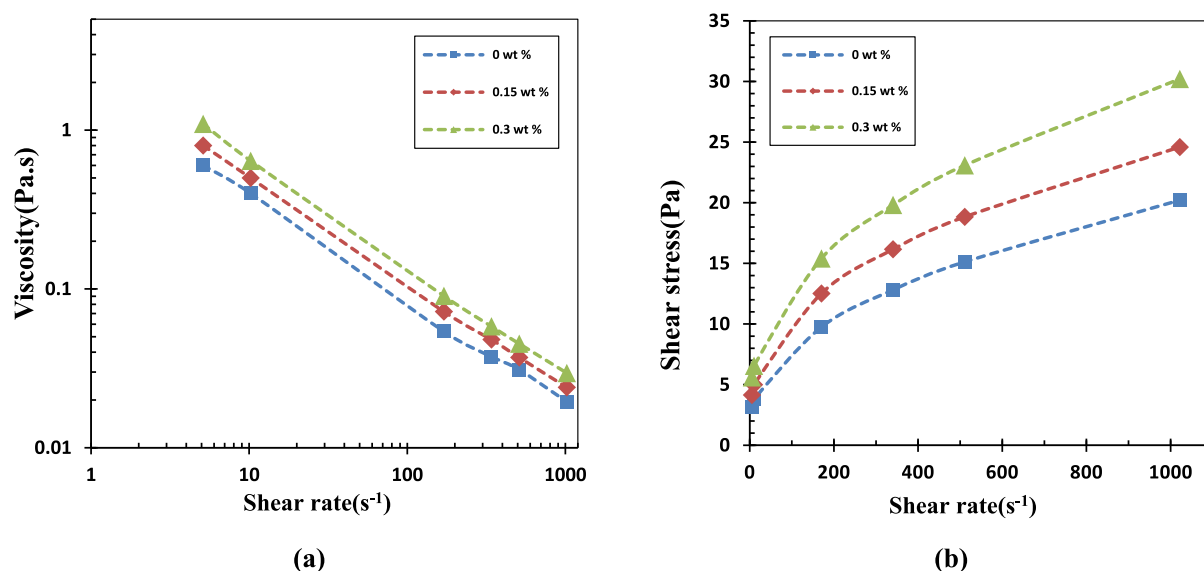 Viscosity(Pa.s)
1
0.1
0.01
0 wt %
0.15 wt %
0.3 wt %
1
10
100
1000
Shear rate(s⁻¹)
(a)
Shear stress(Pa)
35
30
25
20
15
10
5
0
0 wt %
0.15 wt %
0.3 wt %
0
200
400
600
800
1000
Shear rate(s⁻¹)
(b)